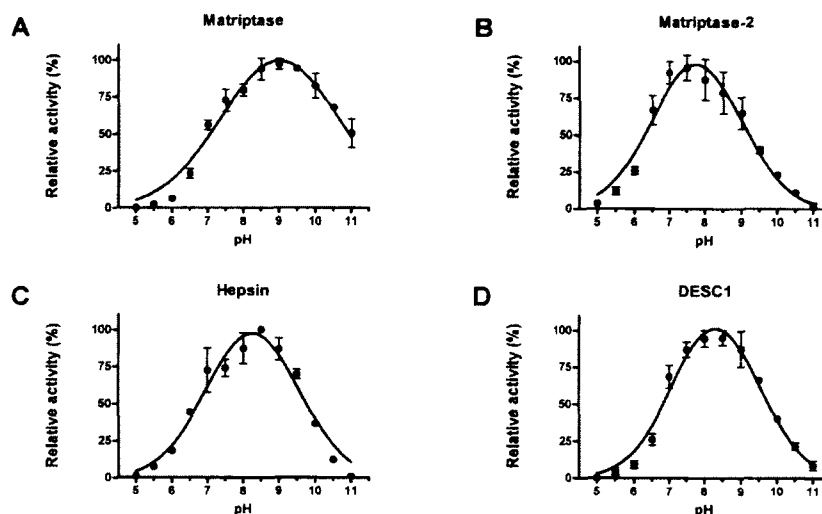 A
Matriptase
Relative activity (%)
100
75
50
25
0
5 6 7 8 9 10 11
pH
B
Matriptase-2
Relative activity (%)
100
75
50
25
0
5 6 7 8 9 10 11
pH
C
Hepsin
Relative activity (%)
100
75
50
25
0
5 6 7 8 9 10 11
pH
D
DESC1
Relative activity (%)
100
75
50
25
0
5 6 7 8 9 10 11
pH